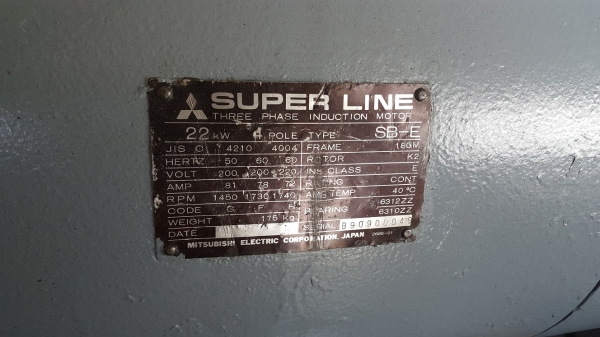 SUPER LINE
THREE PHASE INDUCTION MOTOR
22 kW 4 POLE TYPE SB-E
JIS C 4210 4004 FRAME 180M
HERTZ 50 60 60 ROTOR K2
VOLT 200 200 220 INS CLASS E
AMP 81 78 72 RATING CONT
RPM 1450 1730 1740 AMB TEMP 40°C
CODE G F 6312ZZ
WEIGHT 175 kg BEARING 6310ZZ
DATE SERIAL
MITSUBISHI ELECTRIC CORPORATION, JAPAN